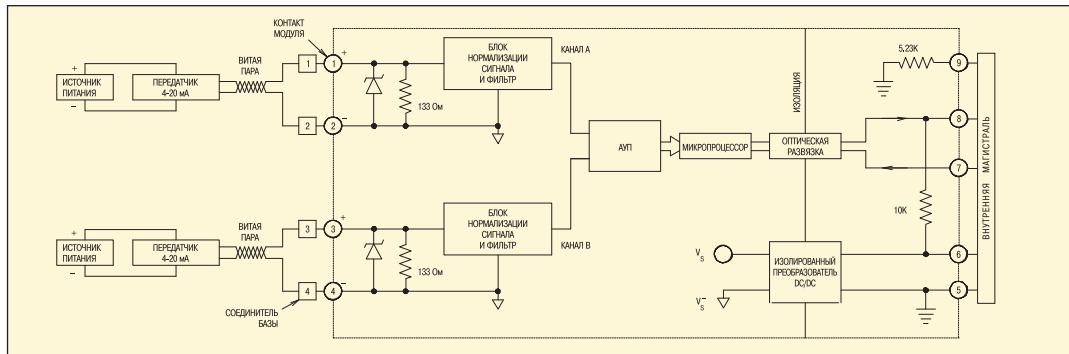 КОНТАКТ
МОДУЛЯ
+
ИСТОЧНИК
ПИТАНИЯ
–
ПЕРЕДАТЧИК
4–20 мА
ВИТАЯ
ПАРА
1
1
+
2
2
–
133 Ом
БЛОК
НОРМАЛИЗАЦИИ
СИГНАЛА
И ФИЛЬТР
КАНАЛ А
+
ИСТОЧНИК
ПИТАНИЯ
–
ПЕРЕДАТЧИК
4–20 мА
ВИТАЯ
ПАРА
3
3
+
4
4
–
СОЕДИНИТЕЛЬ
БАЗЫ
133 Ом
БЛОК
НОРМАЛИЗАЦИИ
СИГНАЛА
И ФИЛЬТР
КАНАЛ В
АУП
МИКРОПРОЦЕССОР
ИЗОЛЯЦИЯ
ОПТИЧЕСКАЯ
РАЗВЯЗКА
VS
VS–
ИЗОЛИРОВАННЫЙ
ПРЕОБРАЗОВАТЕЛЬ
DC/DC
5,23K
9
8
7
10K
6
5
ВНУТРЕННЯЯ МАГИСТРАЛЬ